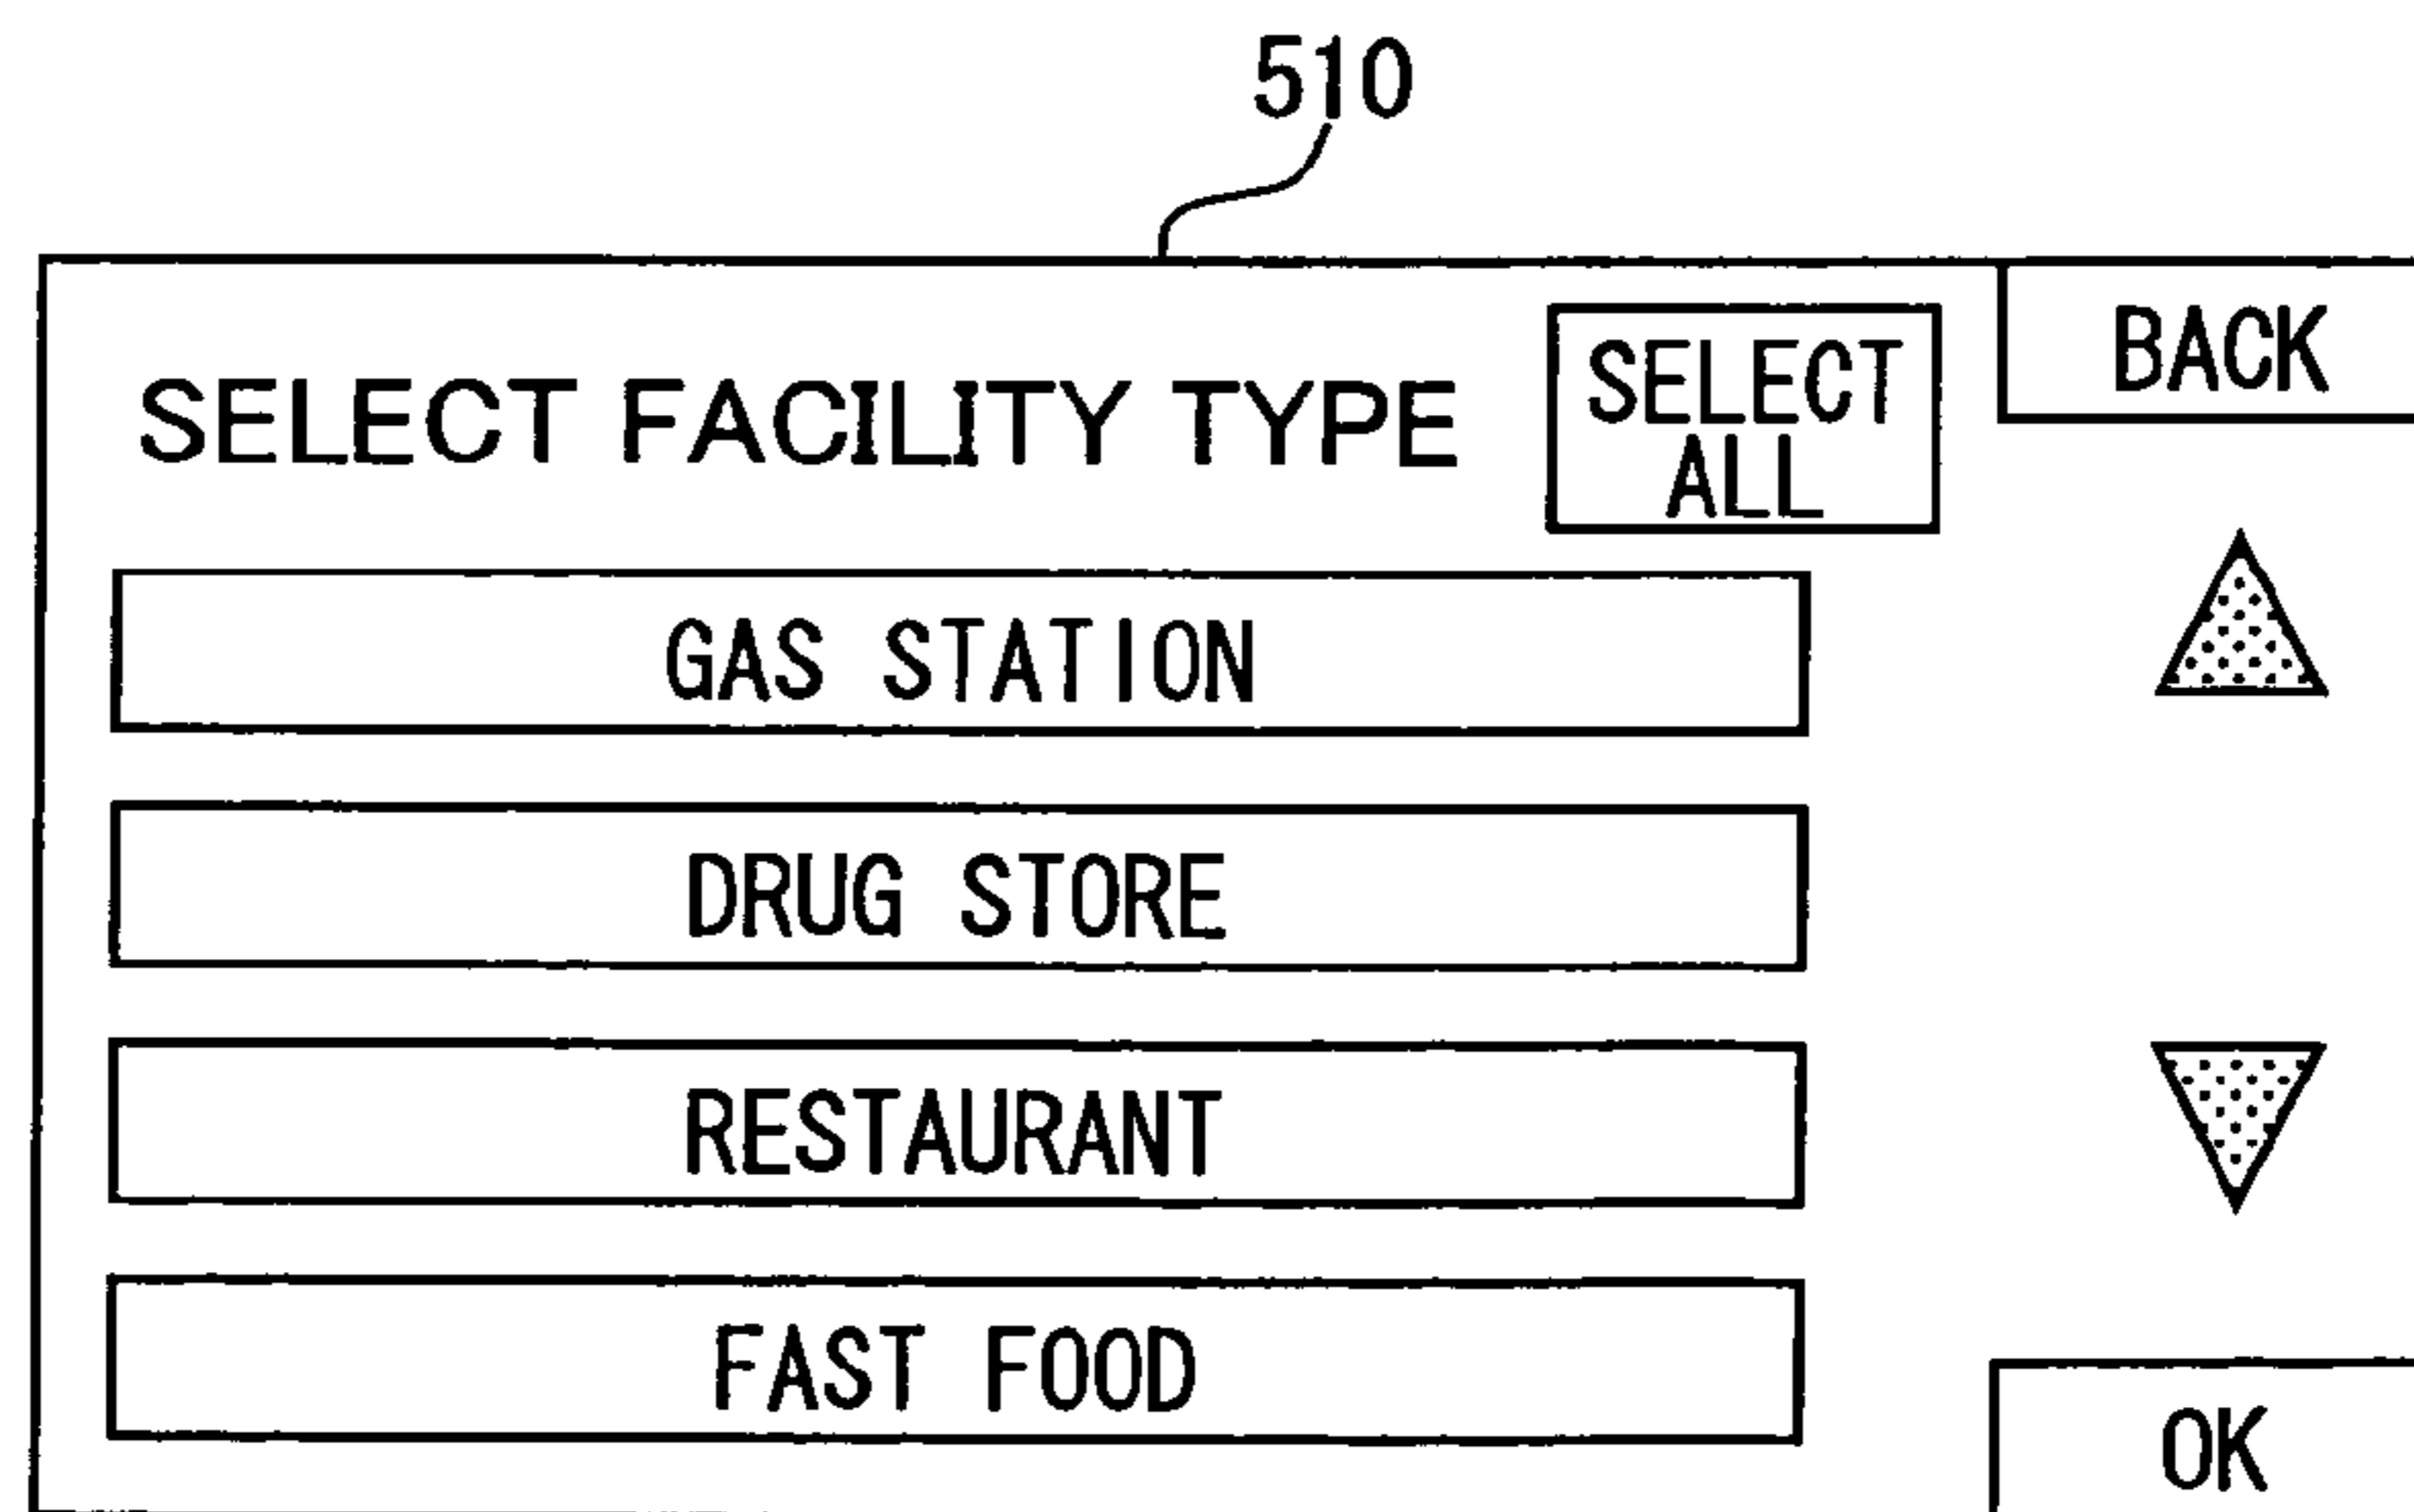 510
SELECT FACILITY TYPE
SELECT
ALL
BACK
GAS STATION
DRUG STORE
RESTAURANT
FAST FOOD
OK